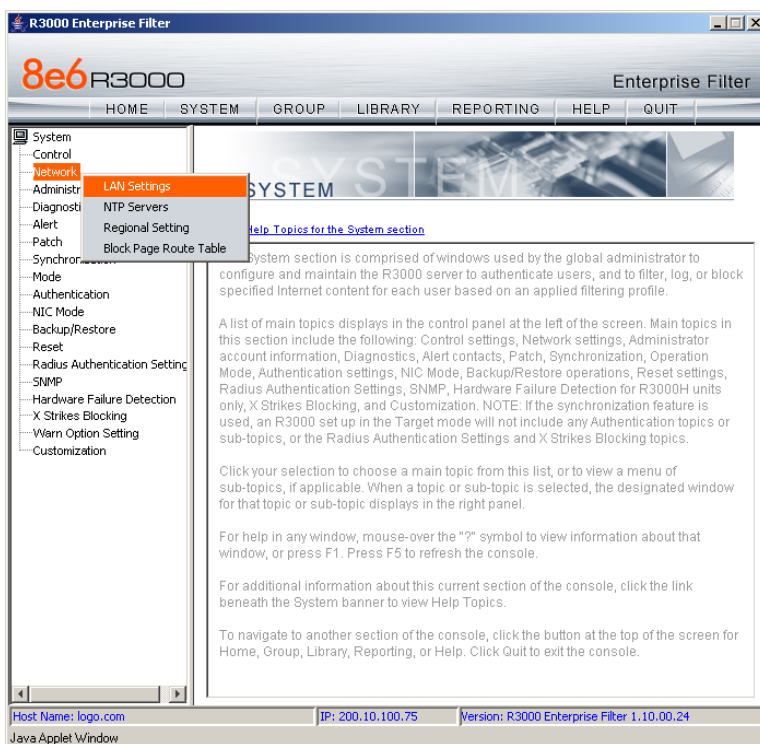 R3000 Enterprise Filter
8e6 R3000
Enterprise Filter
HOME SYSTEM GROUP LIBRARY REPORTING HELP QUIT
System
Control
Network
Administr
Diagnosti
Alert
Patch
Synchron
Mode
Authentication
NIC Mode
Backup/Restore
Reset
Radius Authentication Setting
SNMP
Hardware Failure Detection
X Strikes Blocking
Warn Option Setting
Customization
LAN Settings
NTP Servers
Regional Setting
Block Page Route Table
SYSTEM
SYSTEM
Help Topics for the System section
System section is comprised of windows used by the global administrator to
configure and maintain the R3000 server to authenticate users, and to filter, log, or block
specified Internet content for each user based on an applied filtering profile.
A list of main topics displays in the control panel at the left of the screen. Main topics in
this section include the following: Control settings, Network settings, Administrator
account information, Diagnostics, Alert contacts, Patch, Synchronization, Operation
Mode, Authentication settings, NIC Mode, Backup/Restore operations, Reset settings,
Radius Authentication Settings, SNMP, Hardware Failure Detection for R3000H units
only, X Strikes Blocking, and Customization. NOTE: If the synchronization feature is
used, an R3000 set up in the Target mode will not include any Authentication topics or
sub-topics, or the Radius Authentication Settings and X Strikes Blocking topics.
Click your selection to choose a main topic from this list, or to view a menu of
sub-topics, if applicable. When a topic or sub-topic is selected, the designated window
for that topic or sub-topic displays in the right panel.
For help in any window, mouse-over the "?" symbol to view information about that
window, or press F1. Press F5 to refresh the console.
For additional information about this current section of the console, click the link
beneath the System banner to view Help Topics.
To navigate to another section of the console, click the button at the top of the screen for
Home, Group, Library, Reporting, or Help. Click Quit to exit the console.
Host Name: logo.com IP: 200.10.100.75 Version: R3000 Enterprise Filter 1.10.00.24
Java Applet Window